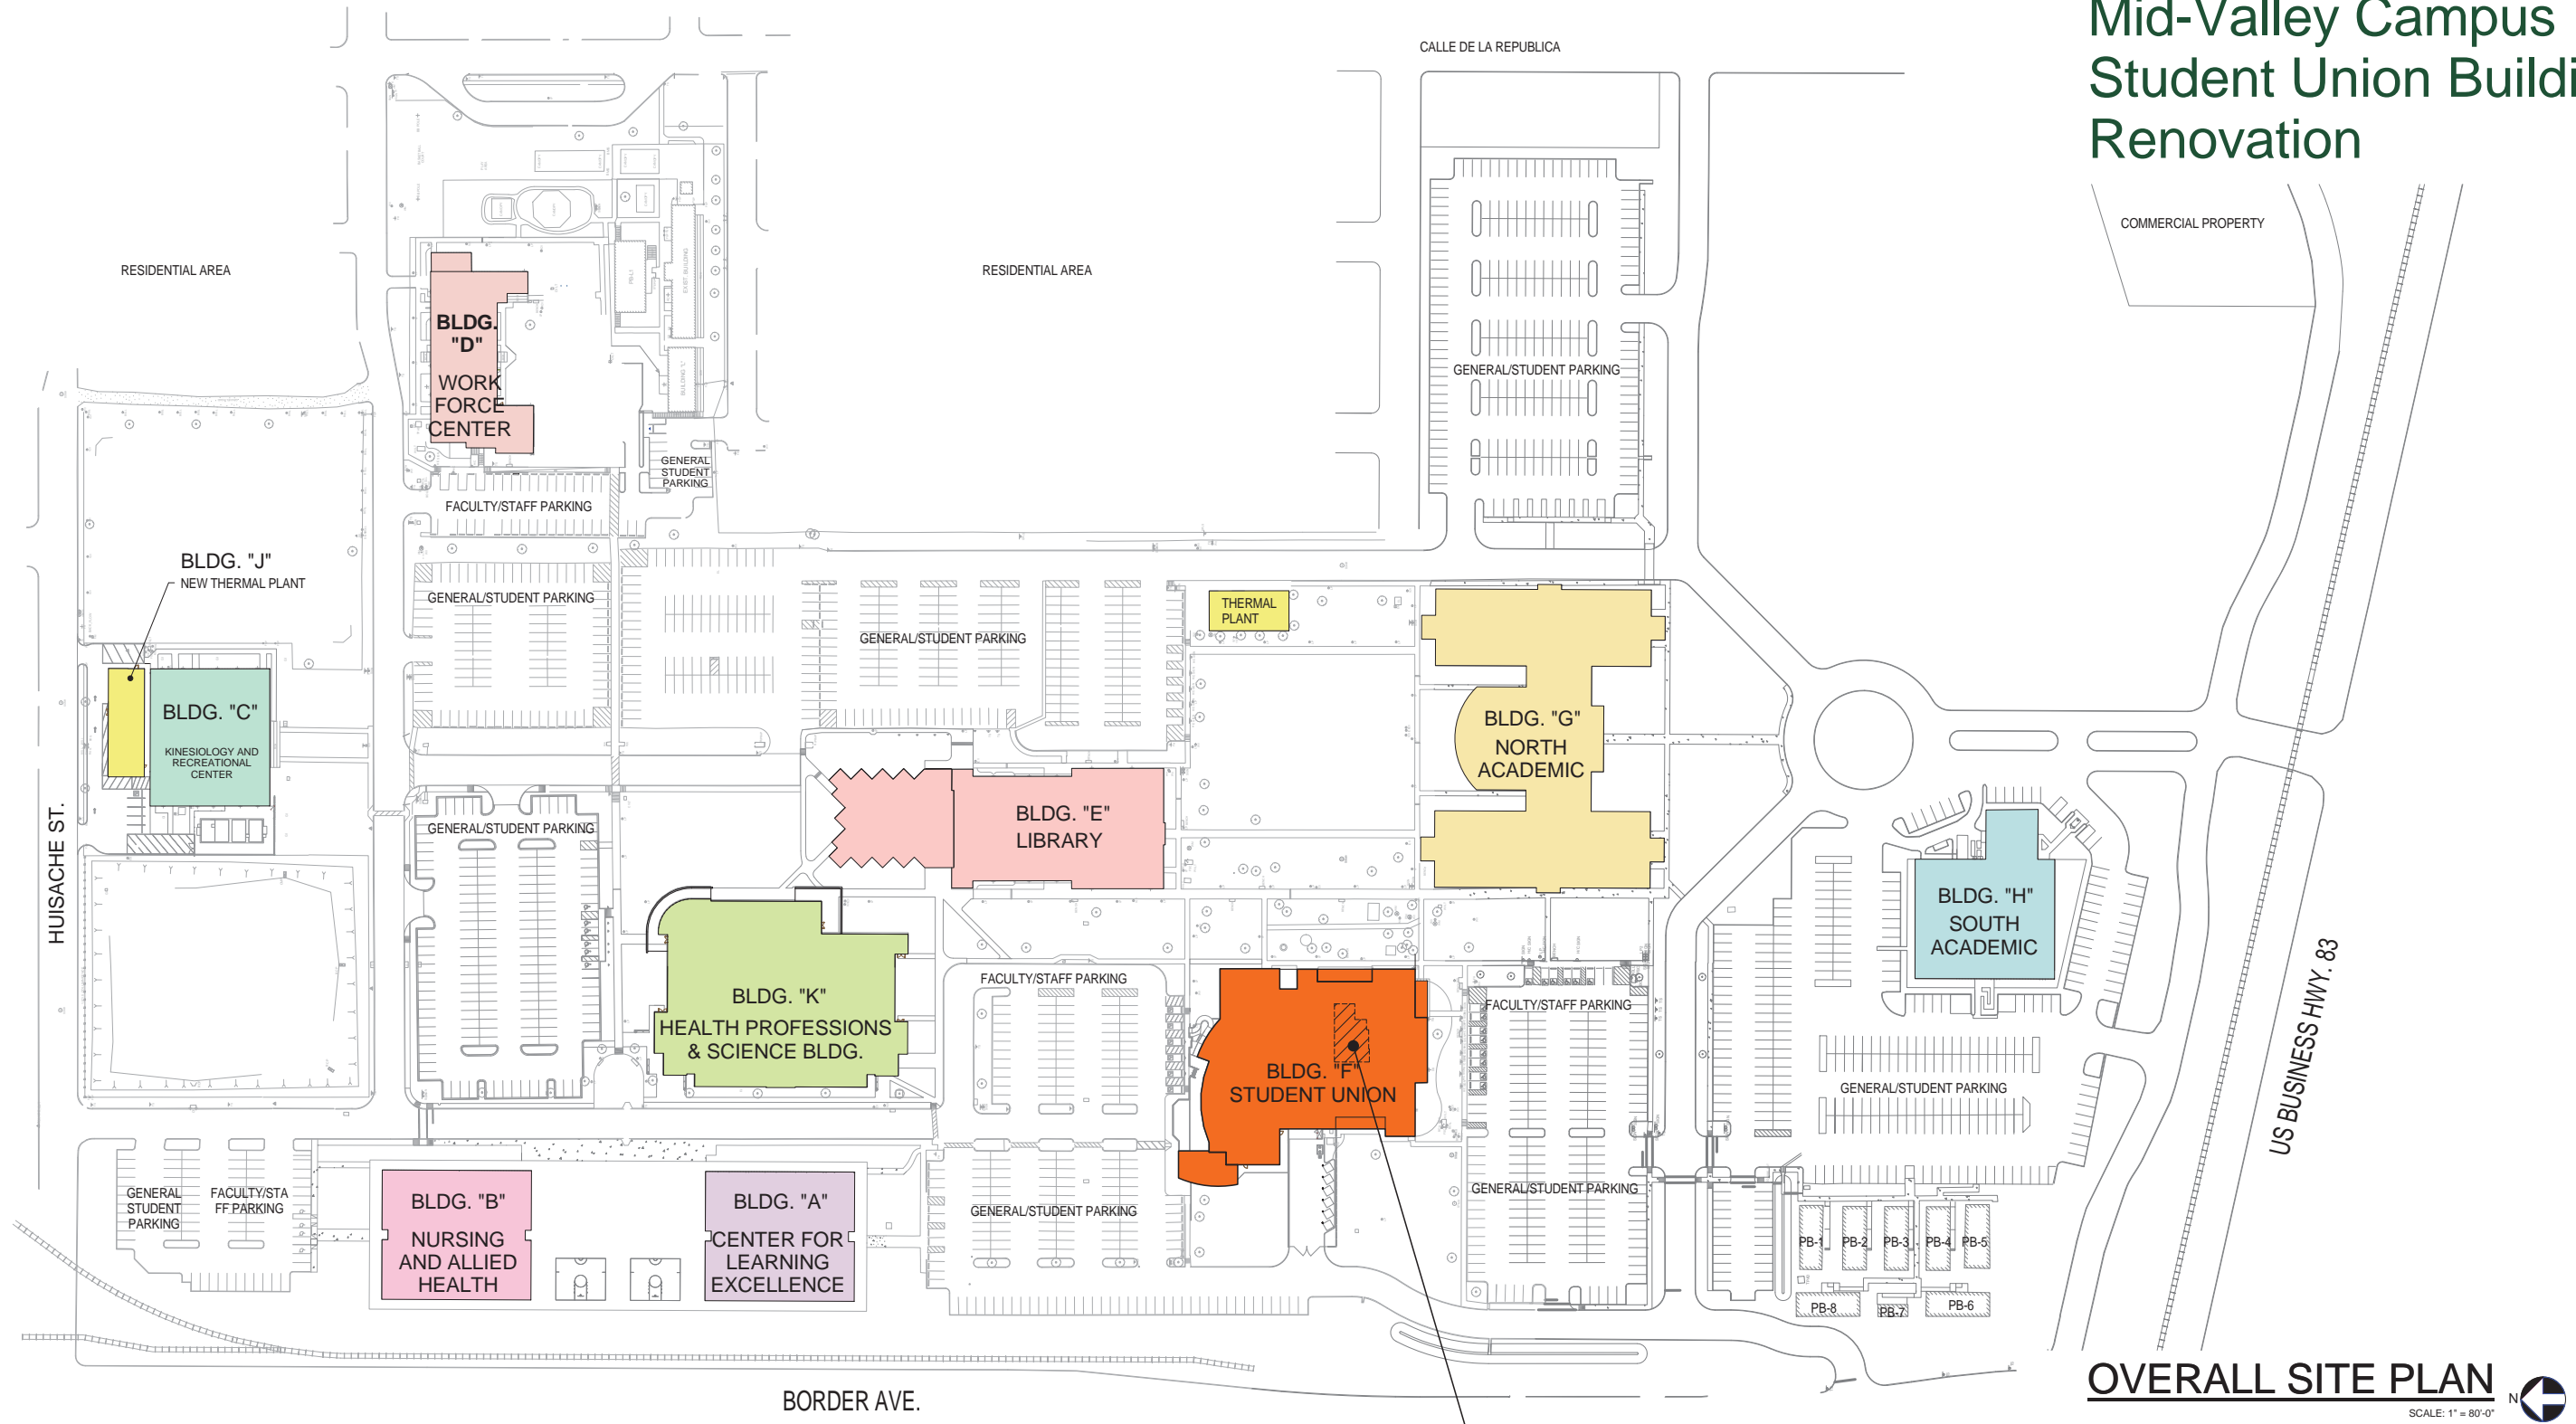 Mid-Valley Campus
Student Union Buildi
Renovation
CALLE DE LA REPUBLICA
COMMERCIAL PROPERTY
RESIDENTIAL AREA
RESIDENTIAL AREA
BLDG.
"D"
WORK
FORCE
CENTER
EXIST. BUILDING
BUILDING "L"
GENERAL/STUDENT PARKING
GENERAL
STUDENT
PARKING
FACULTY/STAFF PARKING
BLDG. "J"
NEW THERMAL PLANT
GENERAL/STUDENT PARKING
GENERAL/STUDENT PARKING
THERMAL
PLANT
BLDG. "C"
KINESIOLOGY AND
RECREATIONAL
CENTER
BLDG. "G"
NORTH
ACADEMIC
HUISACHE ST.
GENERAL/STUDENT PARKING
BLDG. "E"
LIBRARY
BLDG. "H"
SOUTH
ACADEMIC
US BUSINESS HWY. 83
BLDG. "K"
HEALTH PROFESSIONS
& SCIENCE BLDG.
FACULTY/STAFF PARKING
FACULTY/STAFF PARKING
BLDG. "F"
STUDENT UNION
GENERAL/STUDENT PARKING
GENERAL
STUDENT
PARKING
FACULTY/STA
FF PARKING
BLDG. "B"
NURSING
AND ALLIED
HEALTH
BLDG. "A"
CENTER FOR
LEARNING
EXCELLENCE
GENERAL/STUDENT PARKING
GENERAL/STUDENT PARKING
PB-1
PB-2
PB-3
PB-4
PB-5
PB-8
PB-7
PB-6
BORDER AVE.
OVERALL SITE PLAN
N
SCALE: 1" = 80'-0"